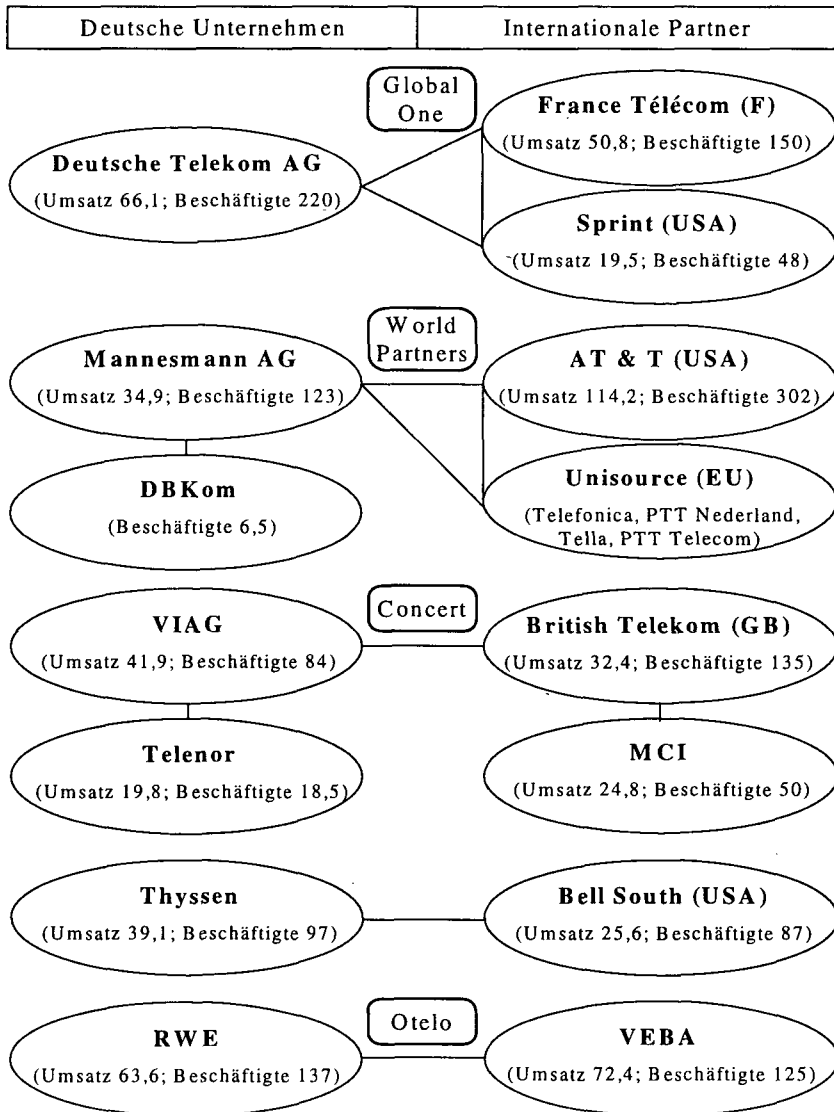 Deutsche Unternehmen
Internationale Partner
Global
One
Deutsche Telekom AG
(Umsatz 66,1; Beschäftigte 220)
France Télécom (F)
(Umsatz 50,8; Beschäftigte 150)
Sprint (USA)
(Umsatz 19,5; Beschäftigte 48)
World
Partners
Mannesmann AG
(Umsatz 34,9; Beschäftigte 123)
AT & T (USA)
(Umsatz 114,2; Beschäftigte 302)
DBKom
(Beschäftigte 6,5)
Unisource (EU)
(Telefonica, PTT Nederland,
Tella, PTT Telecom)
Concert
VIAG
(Umsatz 41,9; Beschäftigte 84)
British Telekom (GB)
(Umsatz 32,4; Beschäftigte 135)
Telenor
(Umsatz 19,8; Beschäftigte 18,5)
MCI
(Umsatz 24,8; Beschäftigte 50)
Thyssen
(Umsatz 39,1; Beschäftigte 97)
Bell South (USA)
(Umsatz 25,6; Beschäftigte 87)
Otelo
RWE
(Umsatz 63,6; Beschäftigte 137)
VEBA
(Umsatz 72,4; Beschäftigte 125)